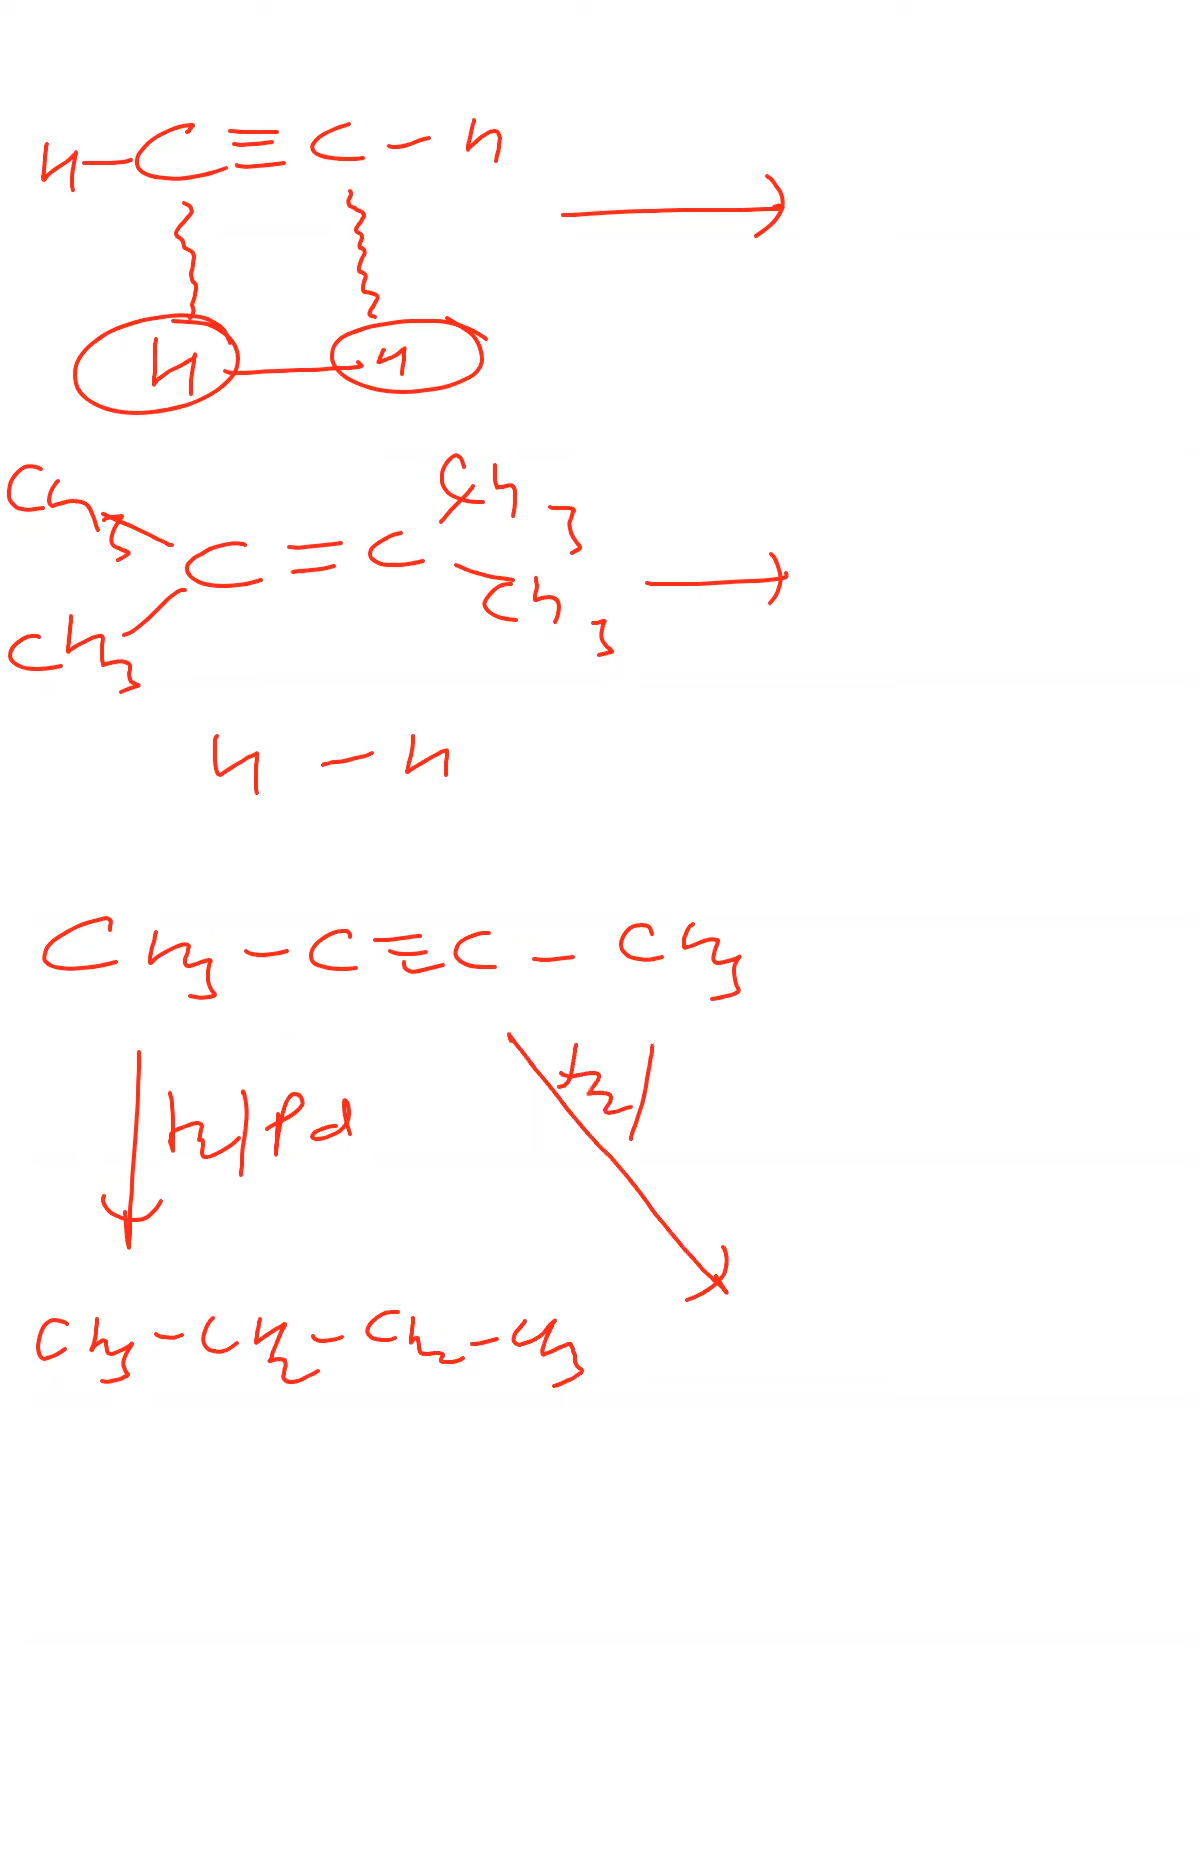 H-C≡C-H
H-H
CH3 CH3
C=C
CH3 CH3
H-H
CH3-C≡C-CH3
H2/Pd H2/
CH3-CH2-CH2-CH3